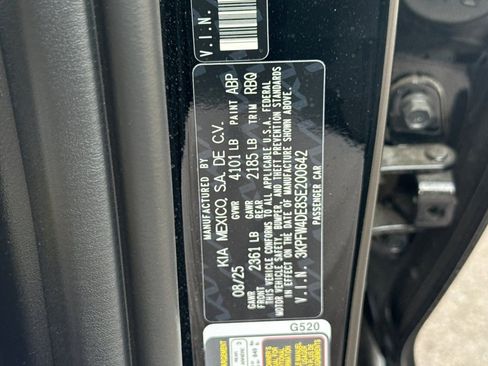 V.I.N.
MANUFACTURED BY
KIA MEXICO, S.A. DE C.V.
GVWR 4101 LB PAINT ABP
08/25 GAWR FRONT 2361 LB GAWR REAR 2185 LB TRIM RBQ
THIS VEHICLE CONFORMS TO ALL APPLICABLE U.S.A. FEDERAL
MOTOR VEHICLE SAFETY, BUMPER, AND THEFT PREVENTION STANDARDS
IN EFFECT ON THE DATE OF MANUFACTURE SHOWN ABOVE.
V.I.N. 3KPFW4DE8SE200642
PASSENGER CAR
G520